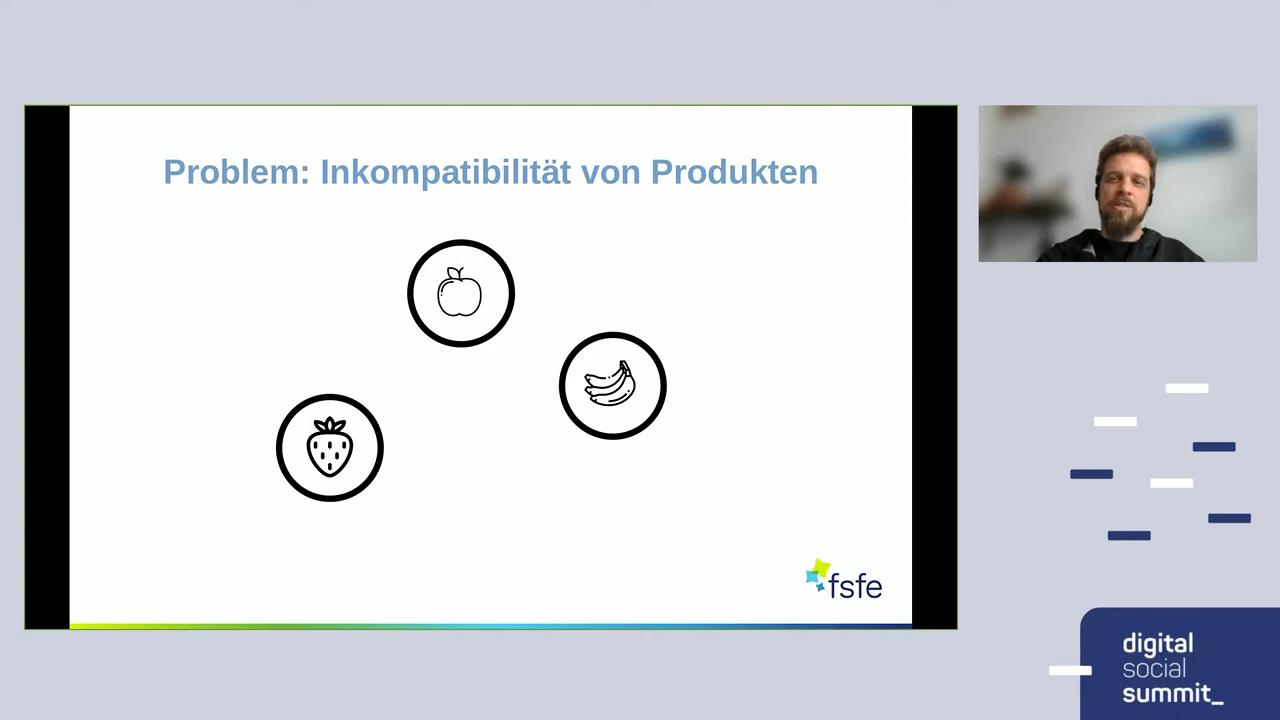 Problem: Inkompatibilität von Produkten
fsfe
digital
social
summit_